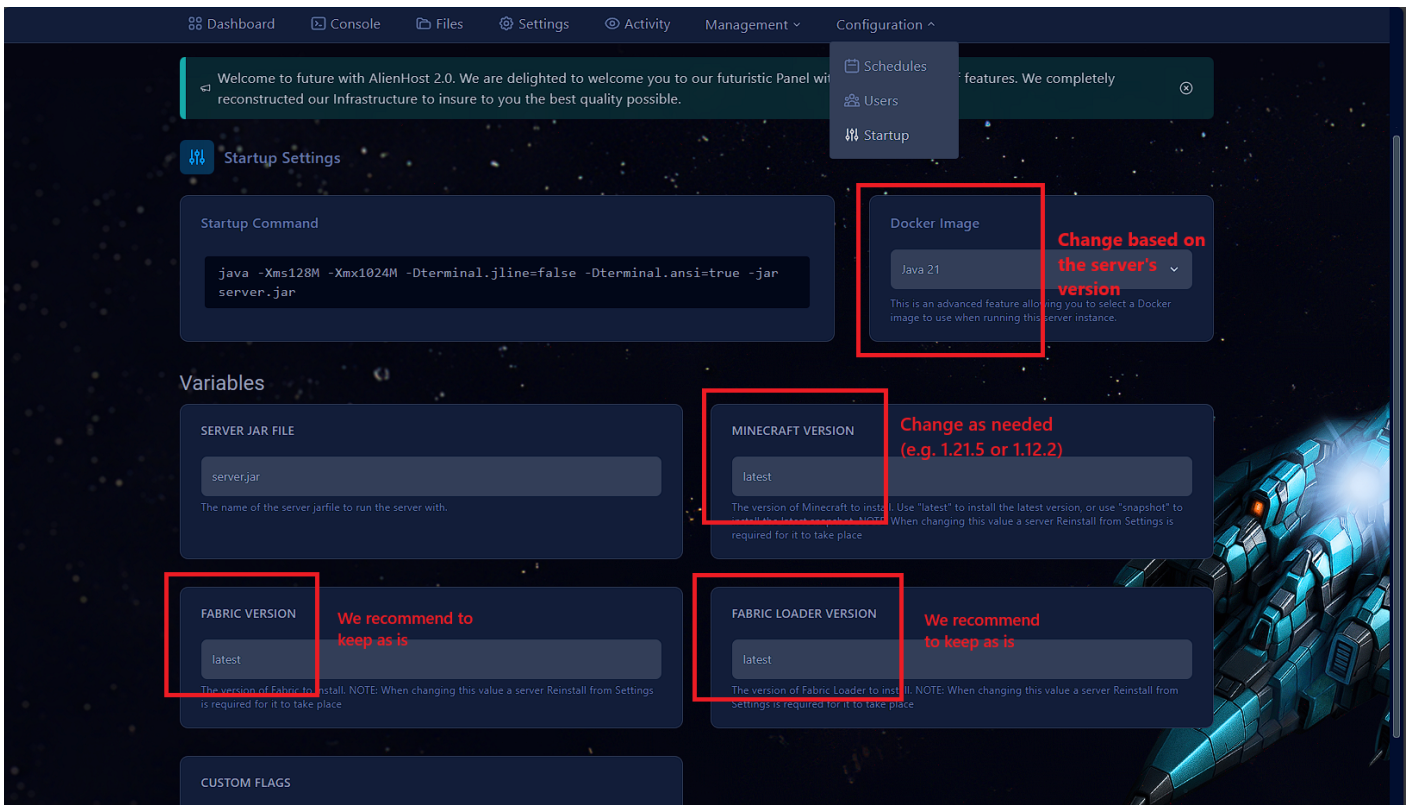 Dashboard Console Files Settings Activity Management Configuration
Schedules
Users
Startup
Welcome to future with AlienHost 2.0. We are delighted to welcome you to our futuristic Panel wi f features. We completely
reconstructed our Infrastructure to insure to you the best quality possible.
Startup Settings
Startup Command
java -Xms128M -Xmx1024M -Dterminal.jline=false -Dterminal.ansi=true -jar
server.jar
Docker Image
Java 21
This is an advanced feature allowing you to select a Docker
image to use when running this server instance.
Change based on
the server's
version
Variables
SERVER JAR FILE
server.jar
The name of the server jarfile to run the server with.
MINECRAFT VERSION
latest
The version of Minecraft to install. Use "latest" to install the latest version, or use "snapshot" to
install the latest snapshot. NOTE: When changing this value a server Reinstall from Settings is
required for it to take place
Change as needed
(e.g. 1.21.5 or 1.12.2)
FABRIC VERSION
latest
The version of Fabric to install. NOTE: When changing this value a server Reinstall from Settings
is required for it to take place
We recommend to
keep as is
FABRIC LOADER VERSION
latest
The version of Fabric Loader to install. NOTE: When changing this value a server Reinstall from
Settings is required for it to take place
We recommend
to keep as is
CUSTOM FLAGS